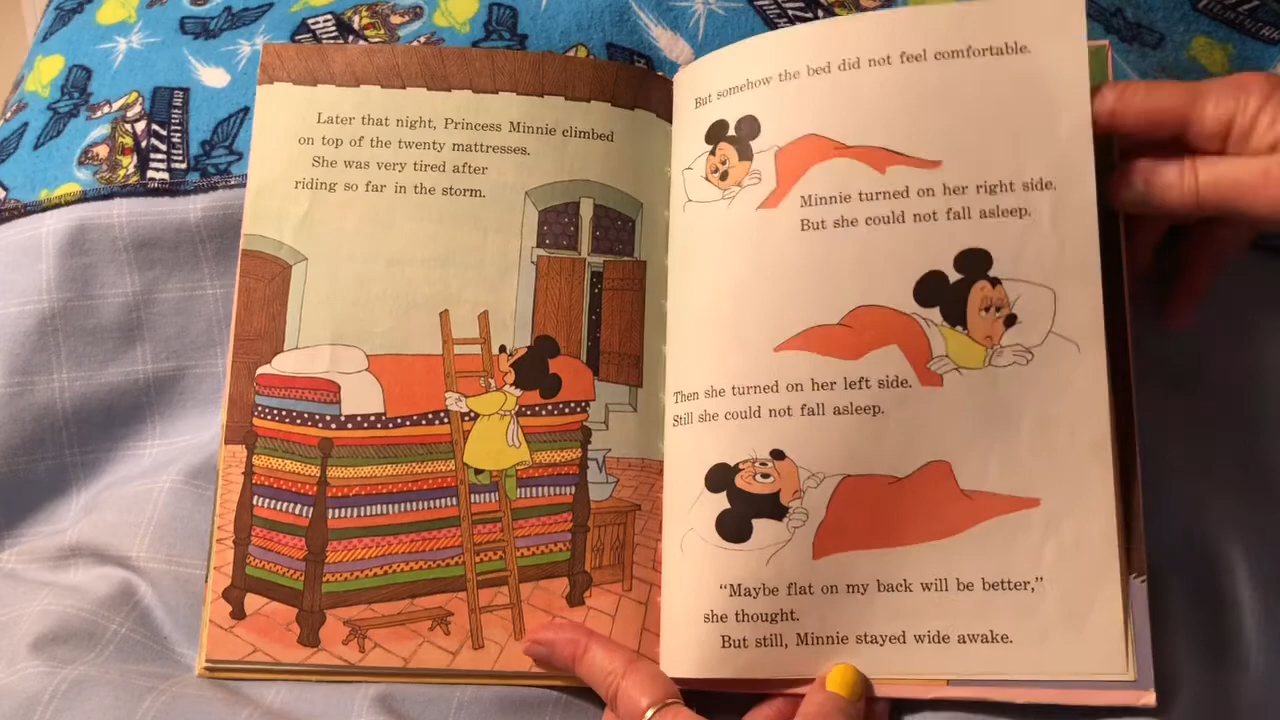 BUZZ
LIGHTYEAR
Later that night, Princess Minnie climbed
on top of the twenty mattresses.
She was very tired after
riding so far in the storm.
But somehow the bed did not feel comfortable.
Minnie turned on her right side.
But she could not fall asleep.
Then she turned on her left side.
Still she could not fall asleep.
“Maybe flat on my back will be better,”
she thought.
But still, Minnie stayed wide awake.